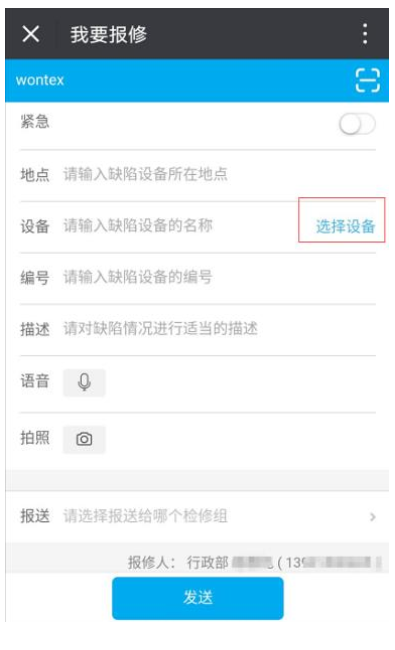 我要报修
wontex
紧急
地点 请输入缺陷设备所在地点
设备 请输入缺陷设备的名称 选择设备
编号 请输入缺陷设备的编号
描述 请对缺陷情况进行适当的描述
语音
拍照
报送 请选择报送给哪个检修组
报修人： 行政部 ( 139 )
发送